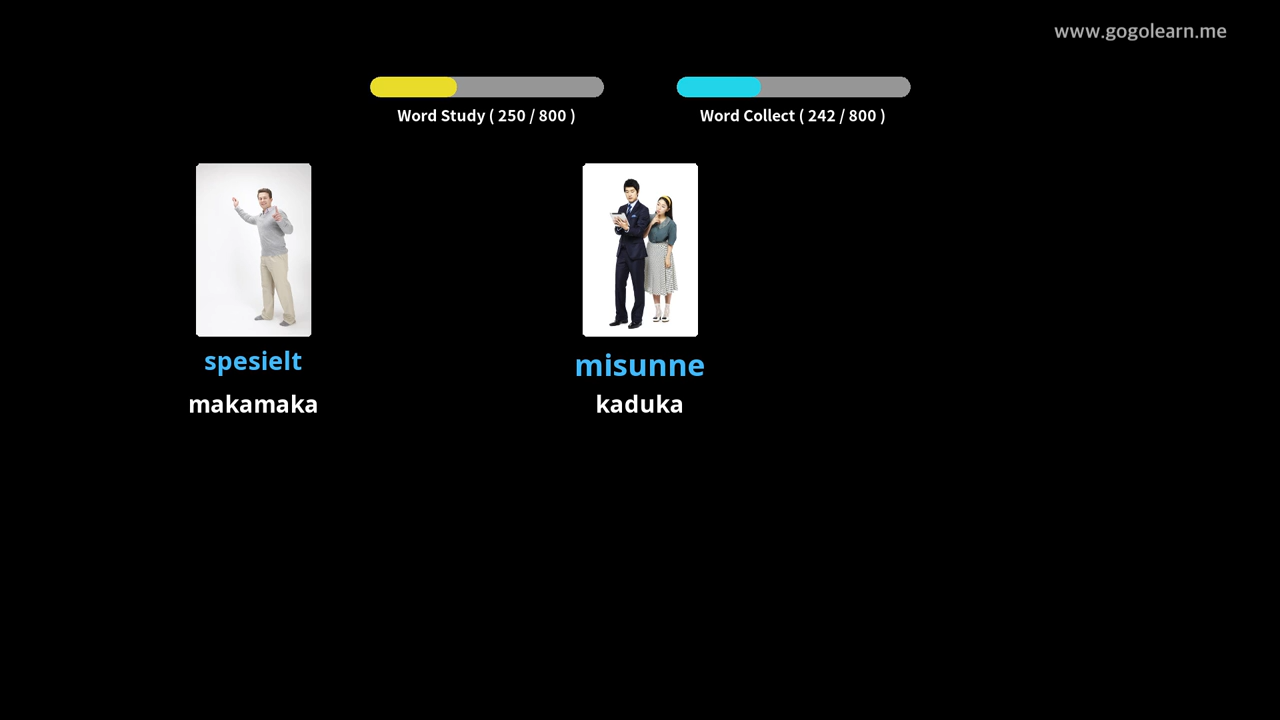 www.gogolearn.me
Word Study ( 250 / 800 )
Word Collect ( 242 / 800 )
spesielt
misunne
makamaka
kaduka